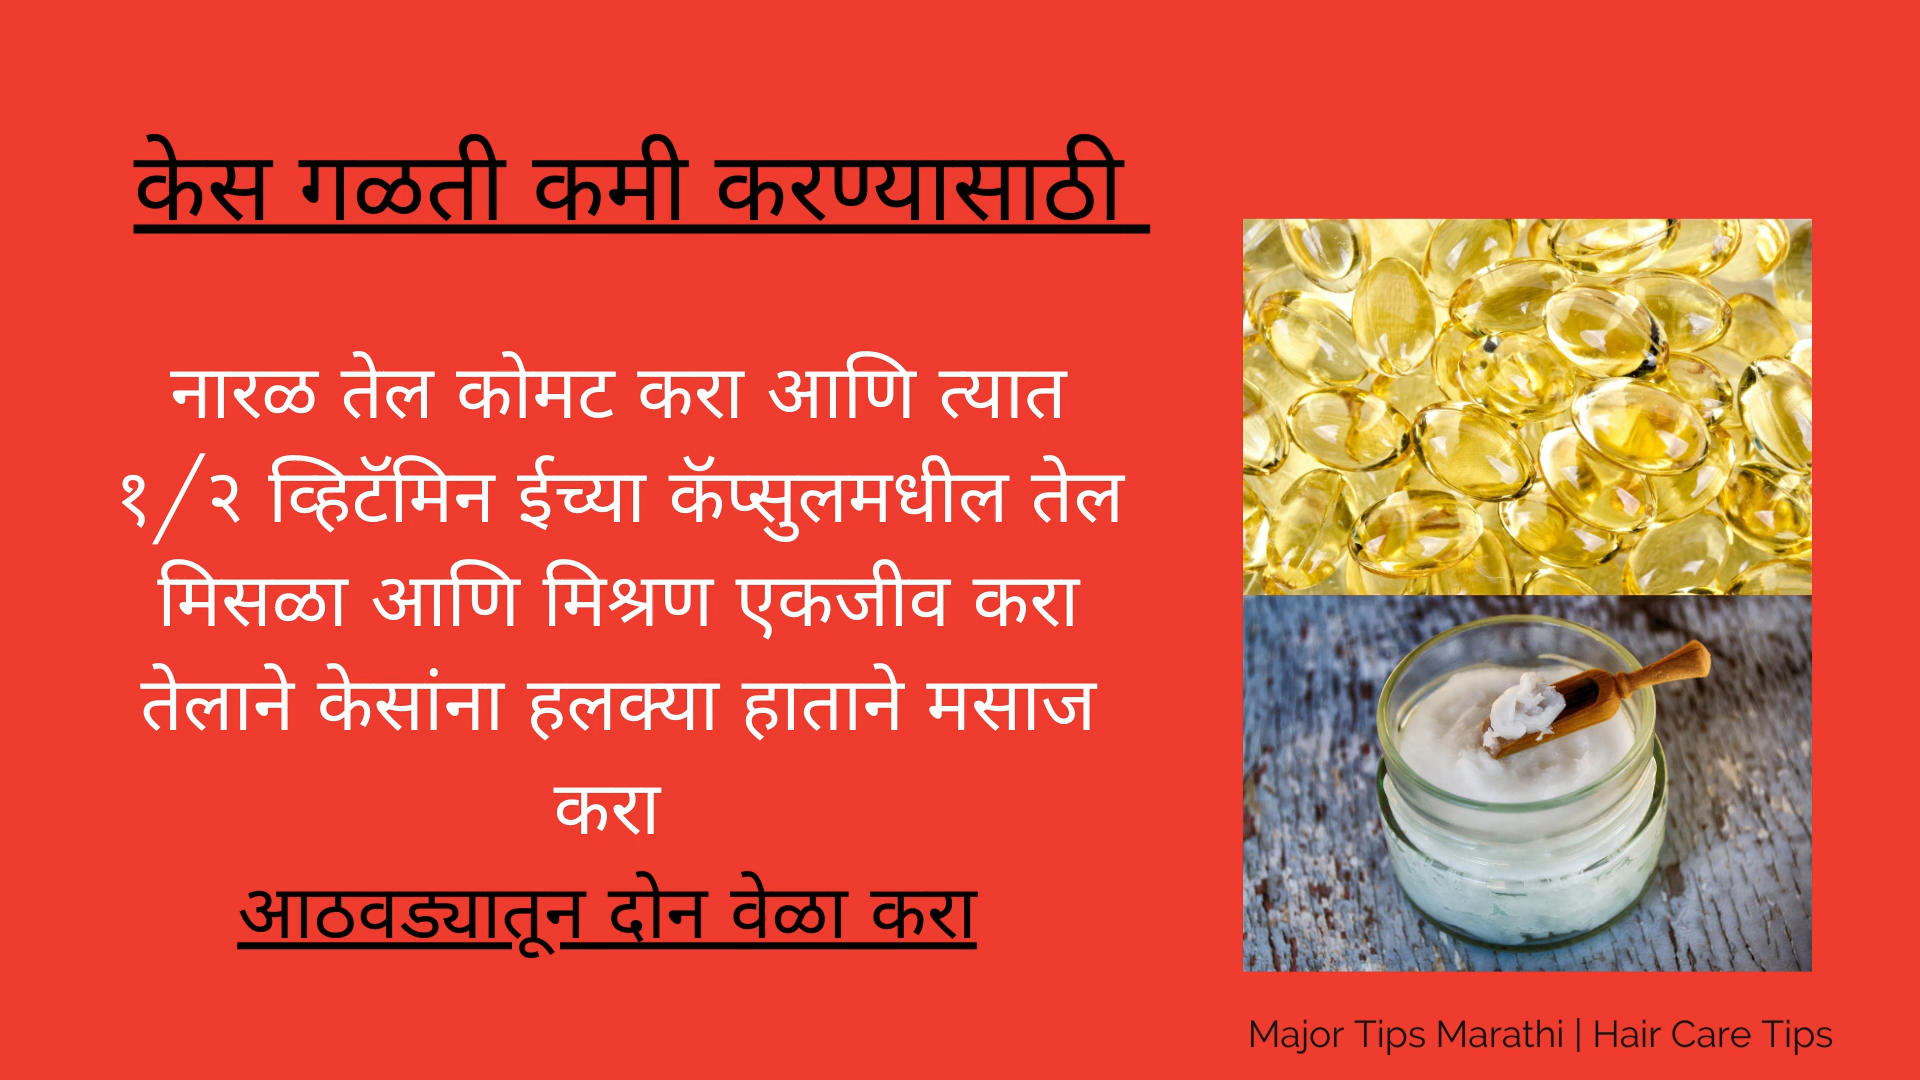 केस गळती कमी करण्यासाठी
नारळ तेल कोमट करा आणि त्यात
१/२ व्हिटॅमिन ईच्या कॅप्सुलमधील तेल
मिसळा आणि मिश्रण एकजीव करा
तेलाने केसांना हलक्या हाताने मसाज
करा
आठवड्यातून दोन वेळा करा
Major Tips Marathi | Hair Care Tips